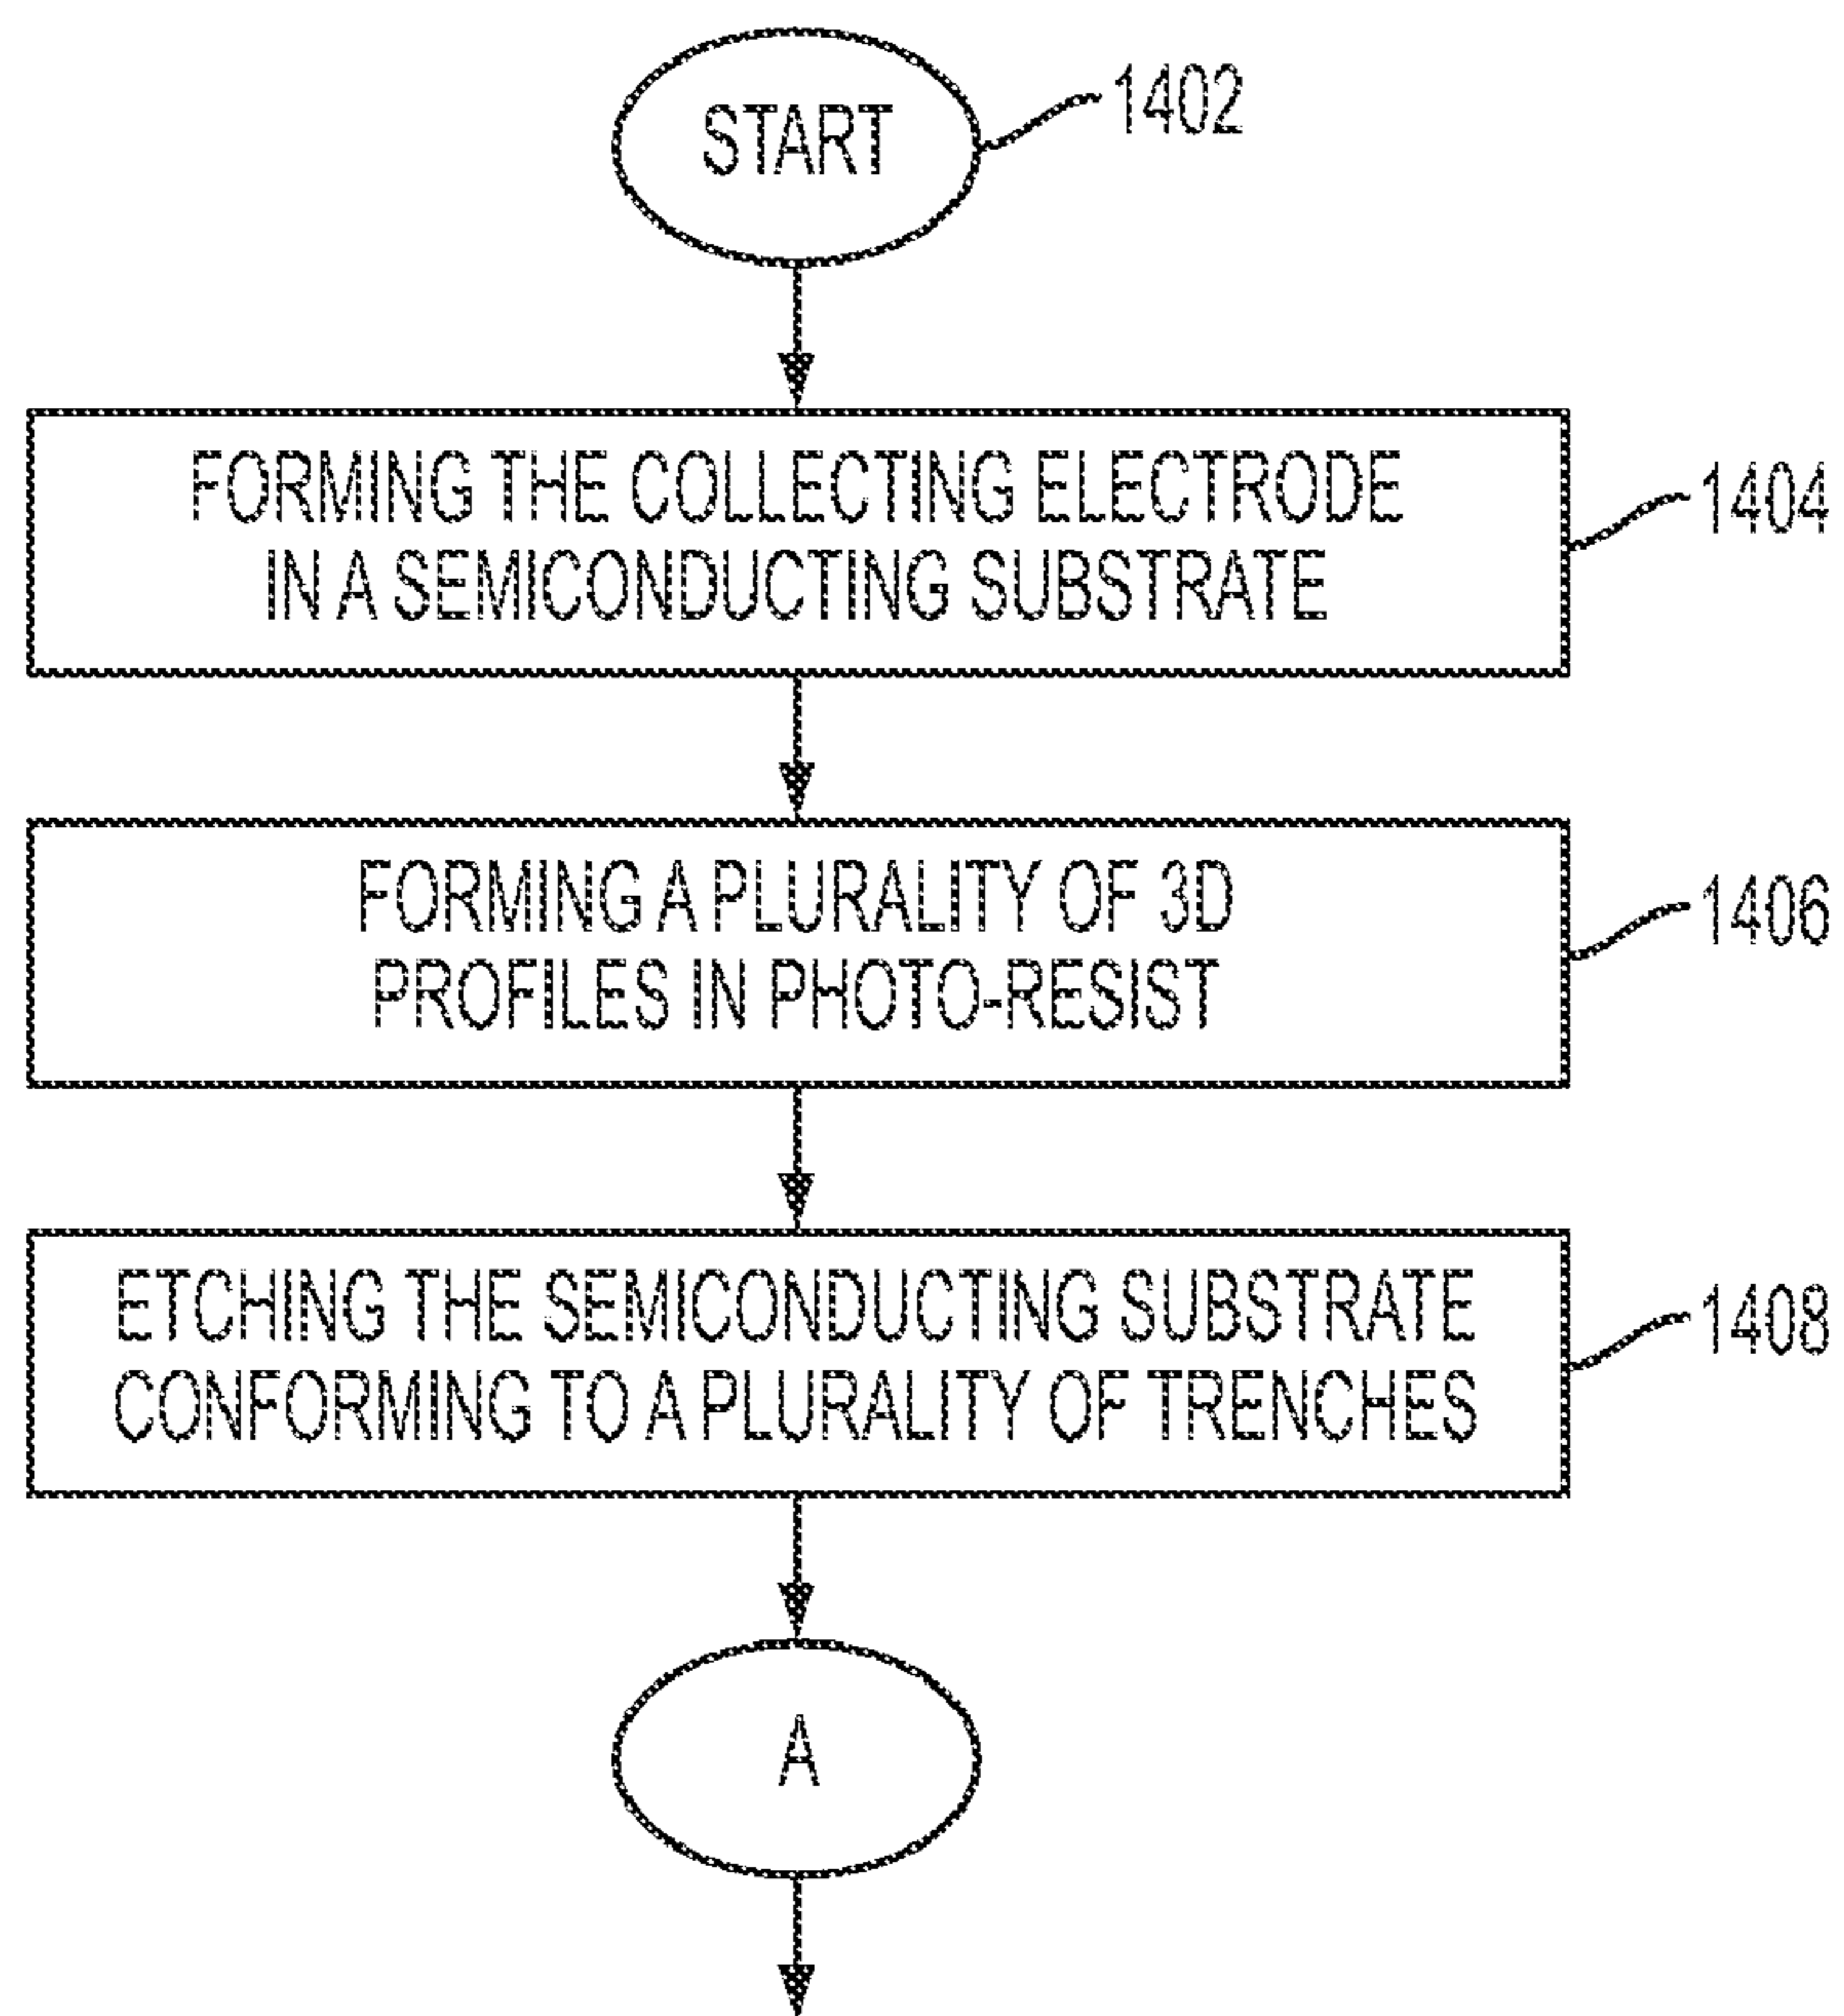 START
1402
FORMING THE COLLECTING ELECTRODE
IN A SEMICONDUCTING SUBSTRATE
1404
FORMING A PLURALITY OF 3D
PROFILES IN PHOTO-RESIST
1406
ETCHING THE SEMICONDUCTING SUBSTRATE
CONFORMING TO A PLURALITY OF TRENCHES
1408
A